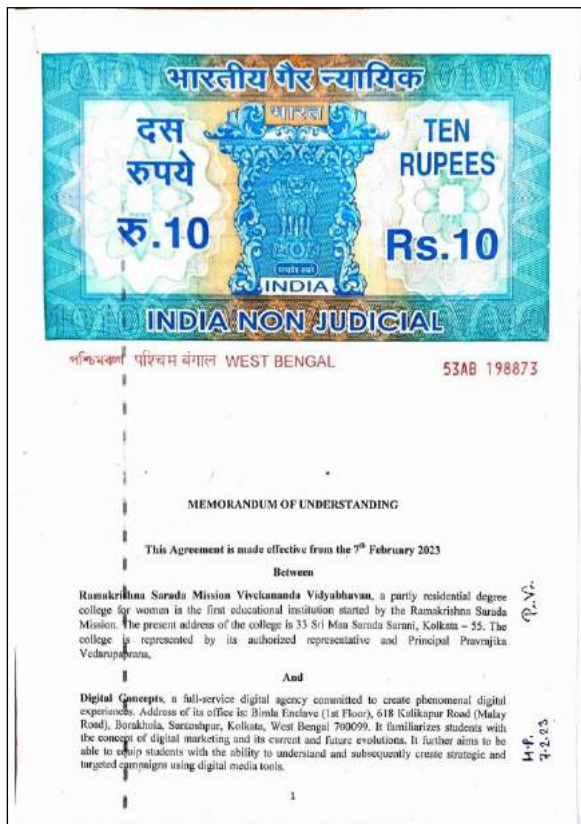 भारतीय गैर न्यायिक
भारत
दस
रुपये
रु.10
TEN
RUPEES
Rs.10
सत्यमेव जयते
INDIA
INDIA NON JUDICIAL
পশ্চিমবঙ্গ पश्चिम बंगाल WEST BENGAL
53AB 198873
MEMORANDUM OF UNDERSTANDING
This Agreement is made effective from the 7th February 2023
Between
Ramakrishna Sarada Mission Vivekananda Vidyabhavan, a partly residential degree
college for women is the first educational institution started by the Ramakrishna Sarada
Mission. The present address of the college is 33 Sri Maa Sarada Sarani, Kolkata – 55. The
college is represented by its authorized representative and Principal Pravrajika
Vedarupaprana,
And
Digital Concepts, a full-service digital agency committed to create phenomenal digital
experiences. Address of its office is: Bimla Enclave (1st Floor), 618 Kalikapur Road (Malay
Road), Borakhola, Santoshpur, Kolkata, West Bengal 700099. It familiarizes students with
the concept of digital marketing and its current and future evolutions. It further aims to be
able to equip students with the ability to understand and subsequently create strategic and
targeted campaigns using digital media tools.
H.P.
7-2-23
1